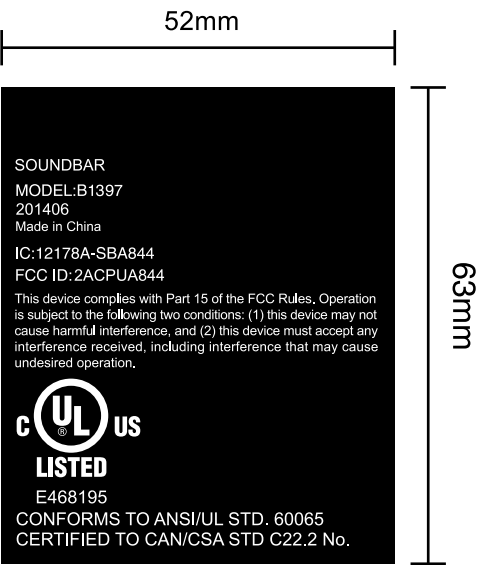 52mm
63mm
SOUNDBAR
MODEL:B1397
201406
Made in China
IC:12178A-SBA844
FCC ID:2ACPUA844
This device complies with Part 15 of the FCC Rules. Operation
is subject to the following two conditions: (1) this device may not
cause harmful interference, and (2) this device must accept any
interference received, including interference that may cause
undesired operation.
C UL® US
LISTED
E468195
CONFORMS TO ANSI/UL STD. 60065
CERTIFIED TO CAN/CSA STD C22.2 No.